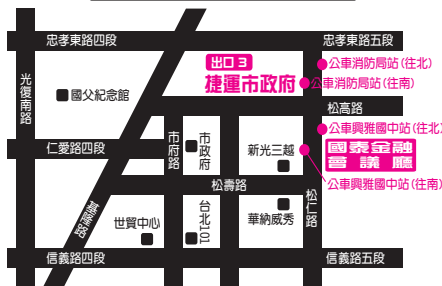 忠孝東路四段
忠孝東路五段
出口3
捷運市政府
公車消防局站(往北)
公車消防局站(往南)
光復南路
國父紀念館
松高路
公車興雅國中站(往北)
國泰金融
會議廳
仁愛路四段
市府路
市政府
新光三越
公車興雅國中站(往南)
松壽路
松仁路
基隆路
世貿中心
台北101
華納威秀
信義路四段
信義路五段